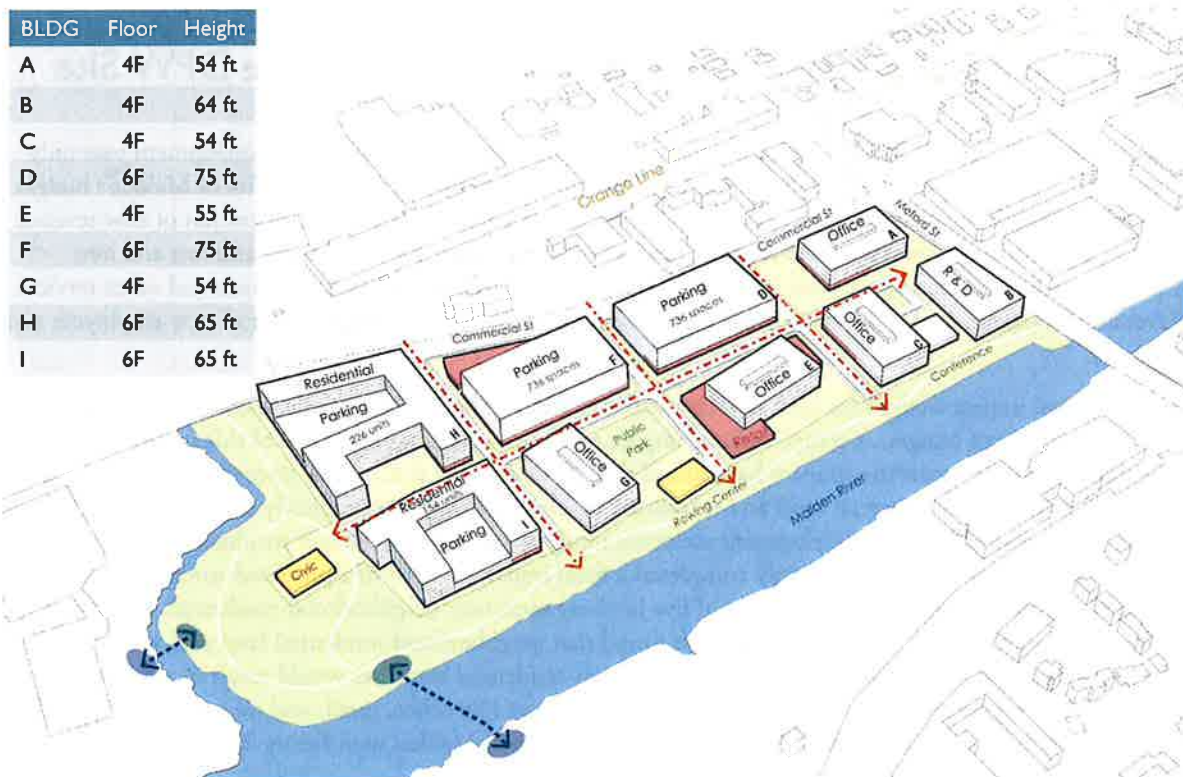 BLDG Floor Height
A 4F 54 ft
B 4F 64 ft
C 4F 54 ft
D 6F 75 ft
E 4F 55 ft
F 6F 75 ft
G 4F 54 ft
H 6F 65 ft
I 6F 65 ft
Orange Line
Commercial St
Medford St
Office
A
R & D
B
Parking
736 spaces
D
Office
C
Conference
Commercial St
Parking
736 spaces
F
Office
E
Retail
Residential
Parking
226 units
H
Public
Park
Office
G
Rowing Center
Malden River
Residential
154 units
Parking
I
Civic